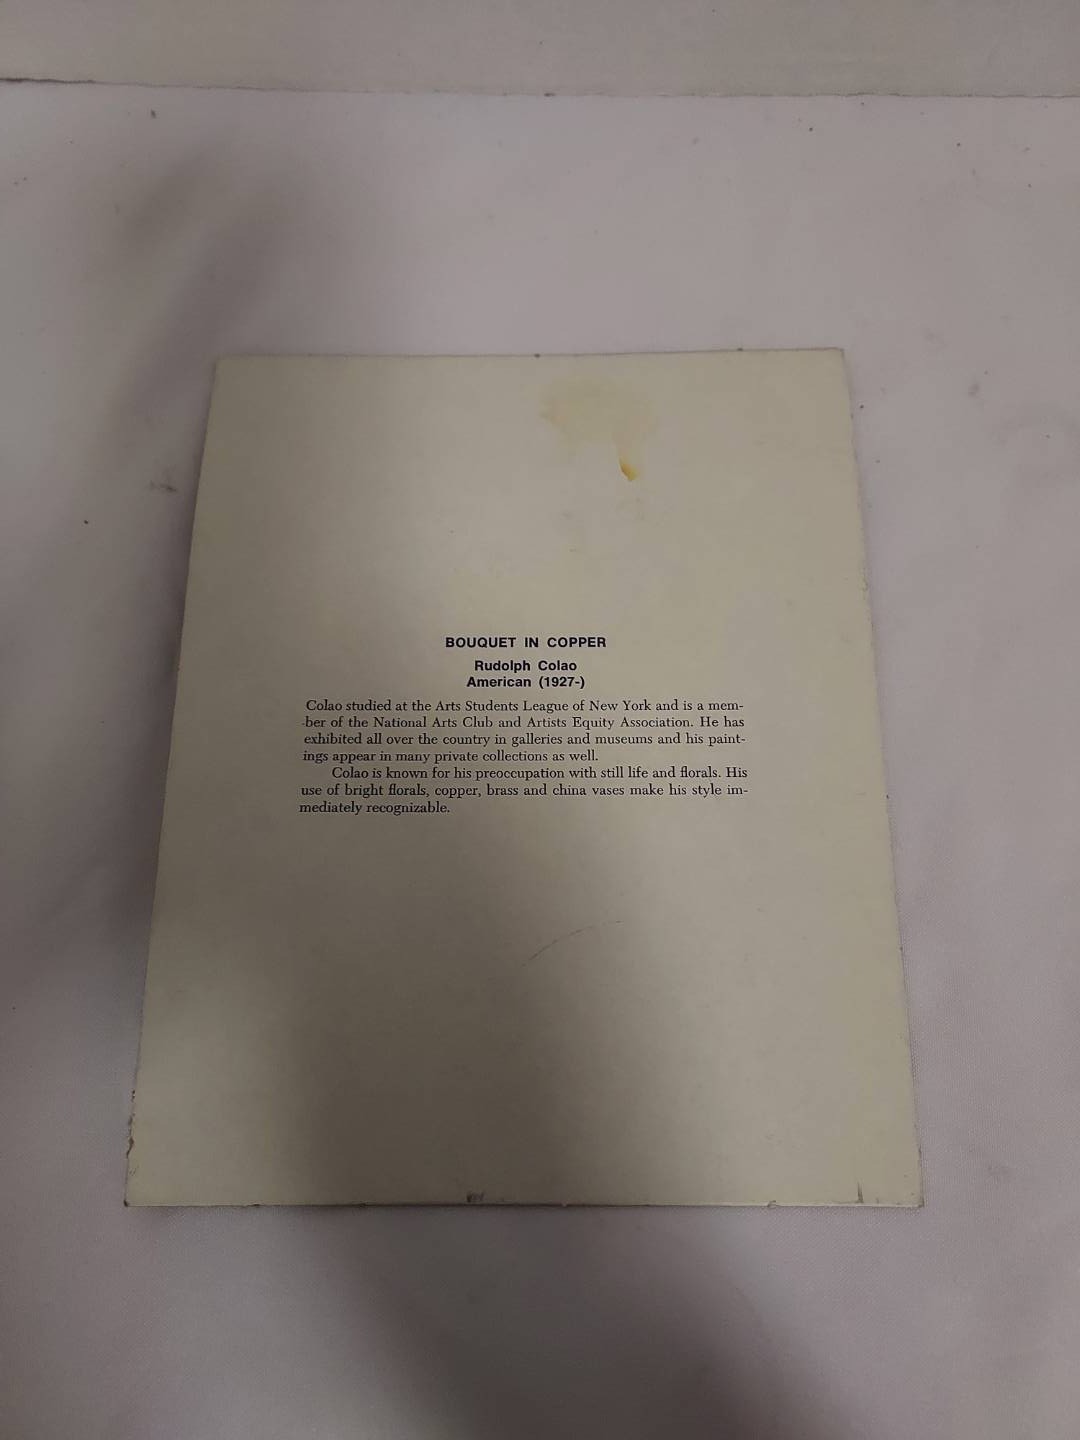 BOUQUET IN COPPER
Rudolph Colao
American (1927-)
Colao studied at the Arts Students League of New York and is a mem-
ber of the National Arts Club and Artists Equity Association. He has
exhibited all over the country in galleries and museums and his paint-
ings appear in many private collections as well.
Colao is known for his preoccupation with still life and florals. His
use of bright florals, copper, brass and china vases make his style im-
mediately recognizable.